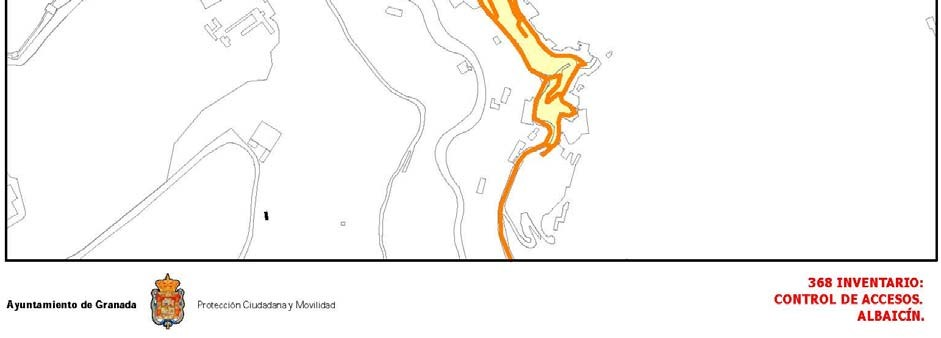 Ayuntamiento de Granada
Protección Ciudadana y Movilidad
368 INVENTARIO:
CONTROL DE ACCESOS.
ALBAICÍN.